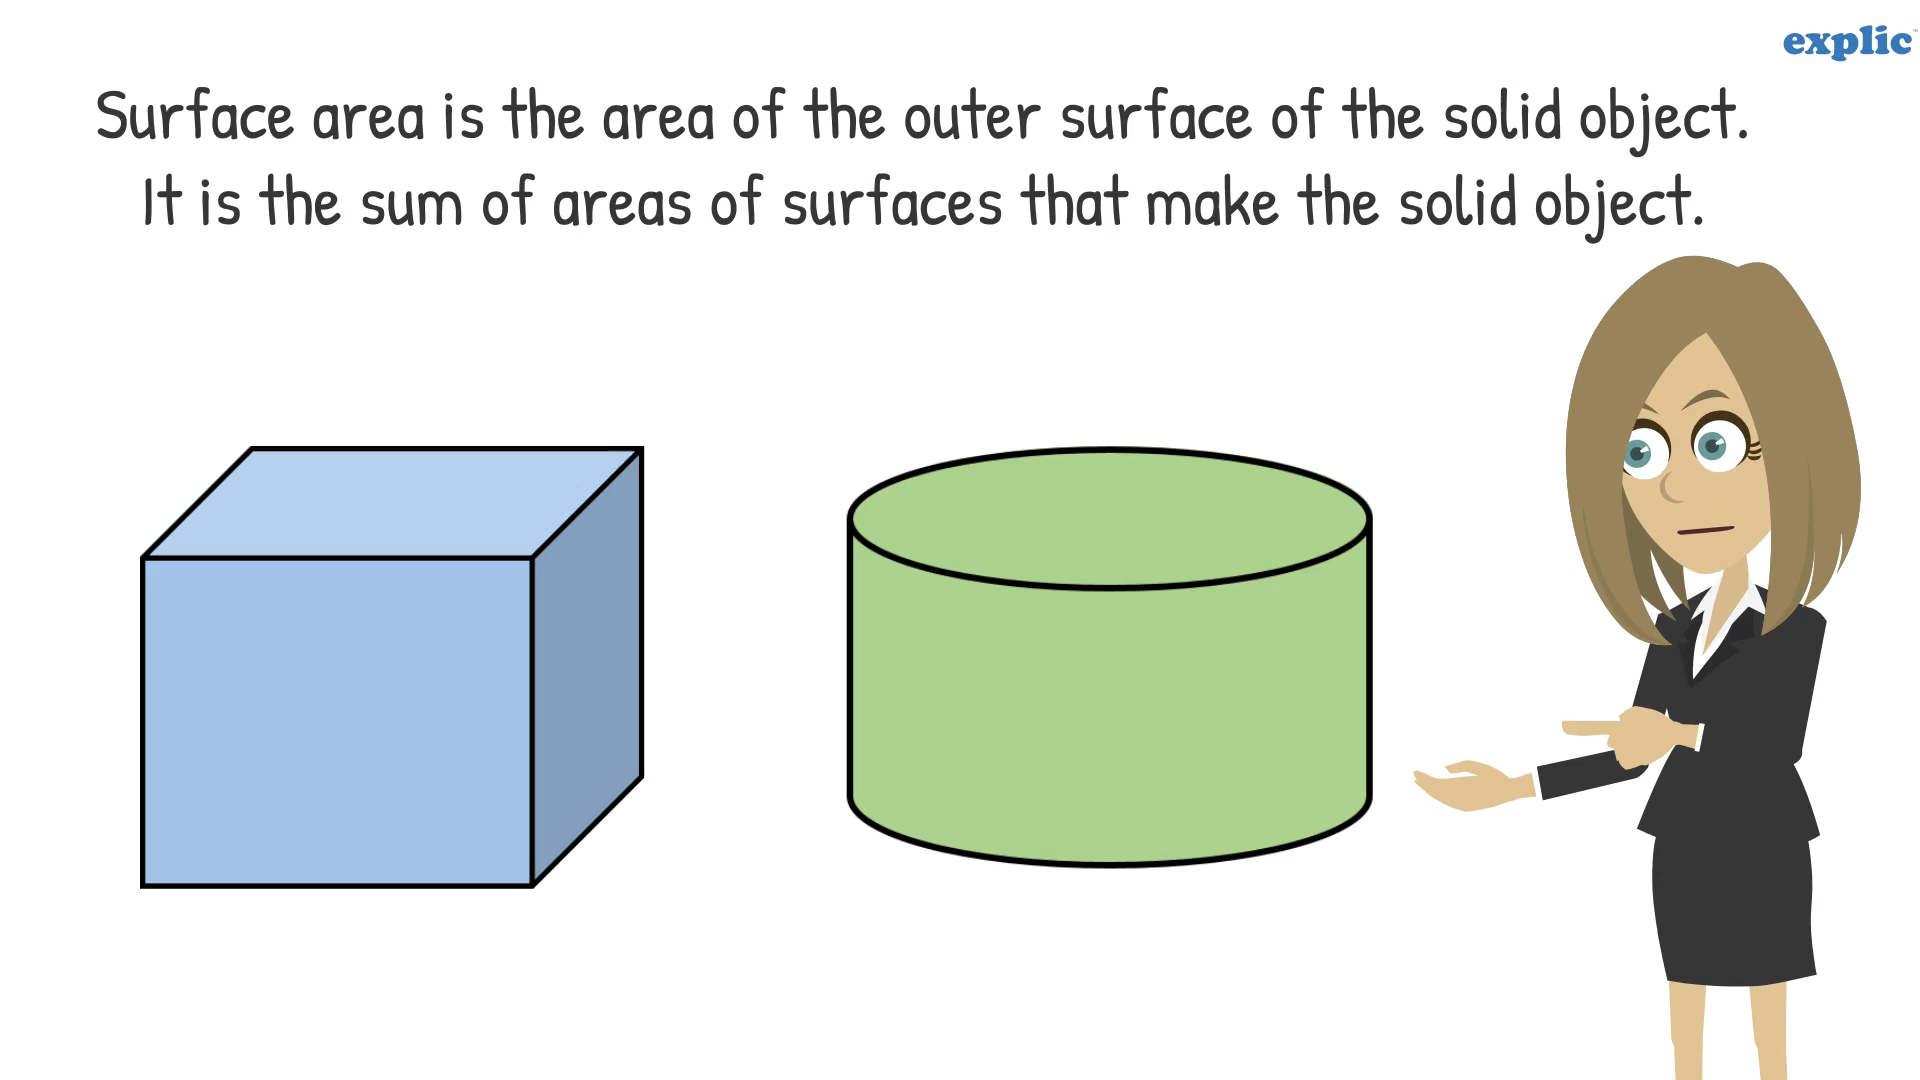 explic
Surface area is the area of the outer surface of the solid object.
It is the sum of areas of surfaces that make the solid object.